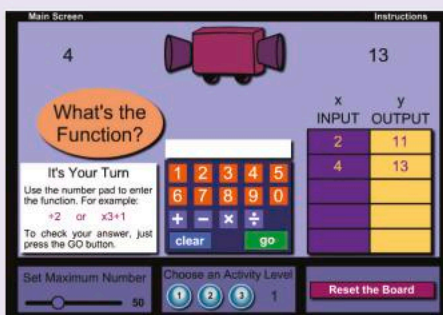 Main Screen
Instructions
4
13
What's the
Function?
x y
INPUT OUTPUT
2 11
4 13
It's Your Turn
Use the number pad to enter
the function. For example:
÷2 or x3+1
To check your answer, just
press the GO button.
1 2 3 4 5
6 7 8 9 0
+ − × ÷
clear go
Set Maximum Number
50
Choose an Activity Level
1 2 3 1
Reset the Board